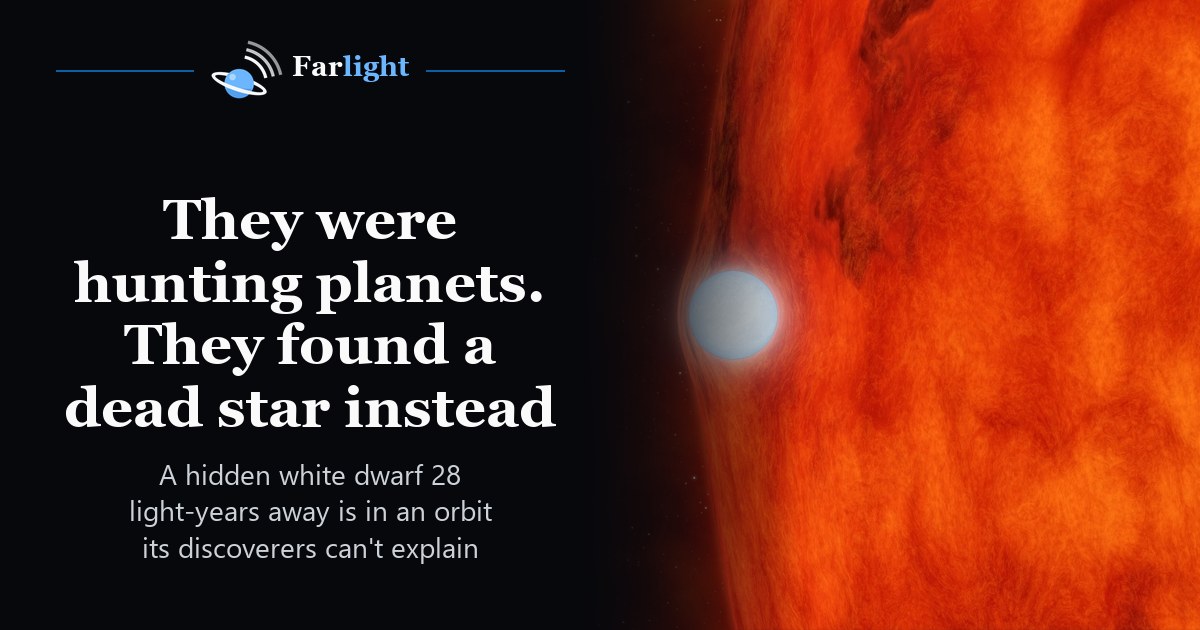 Farlight
They were
hunting planets.
They found a
dead star instead
A hidden white dwarf 28
light-years away is in an orbit
its discoverers can't explain